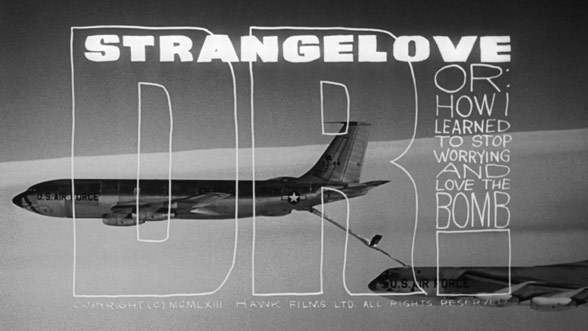 STRANGELOVE
DR.
OR:
HOW I
LEARNED
TO STOP
WORRYING
AND
LOVE THE
BOMB
U.S. AIR FORCE
U.S. AIR FORCE
COPYRIGHT (C) MCMLXIII HAWK FILMS LTD. ALL RIGHTS RESERVED